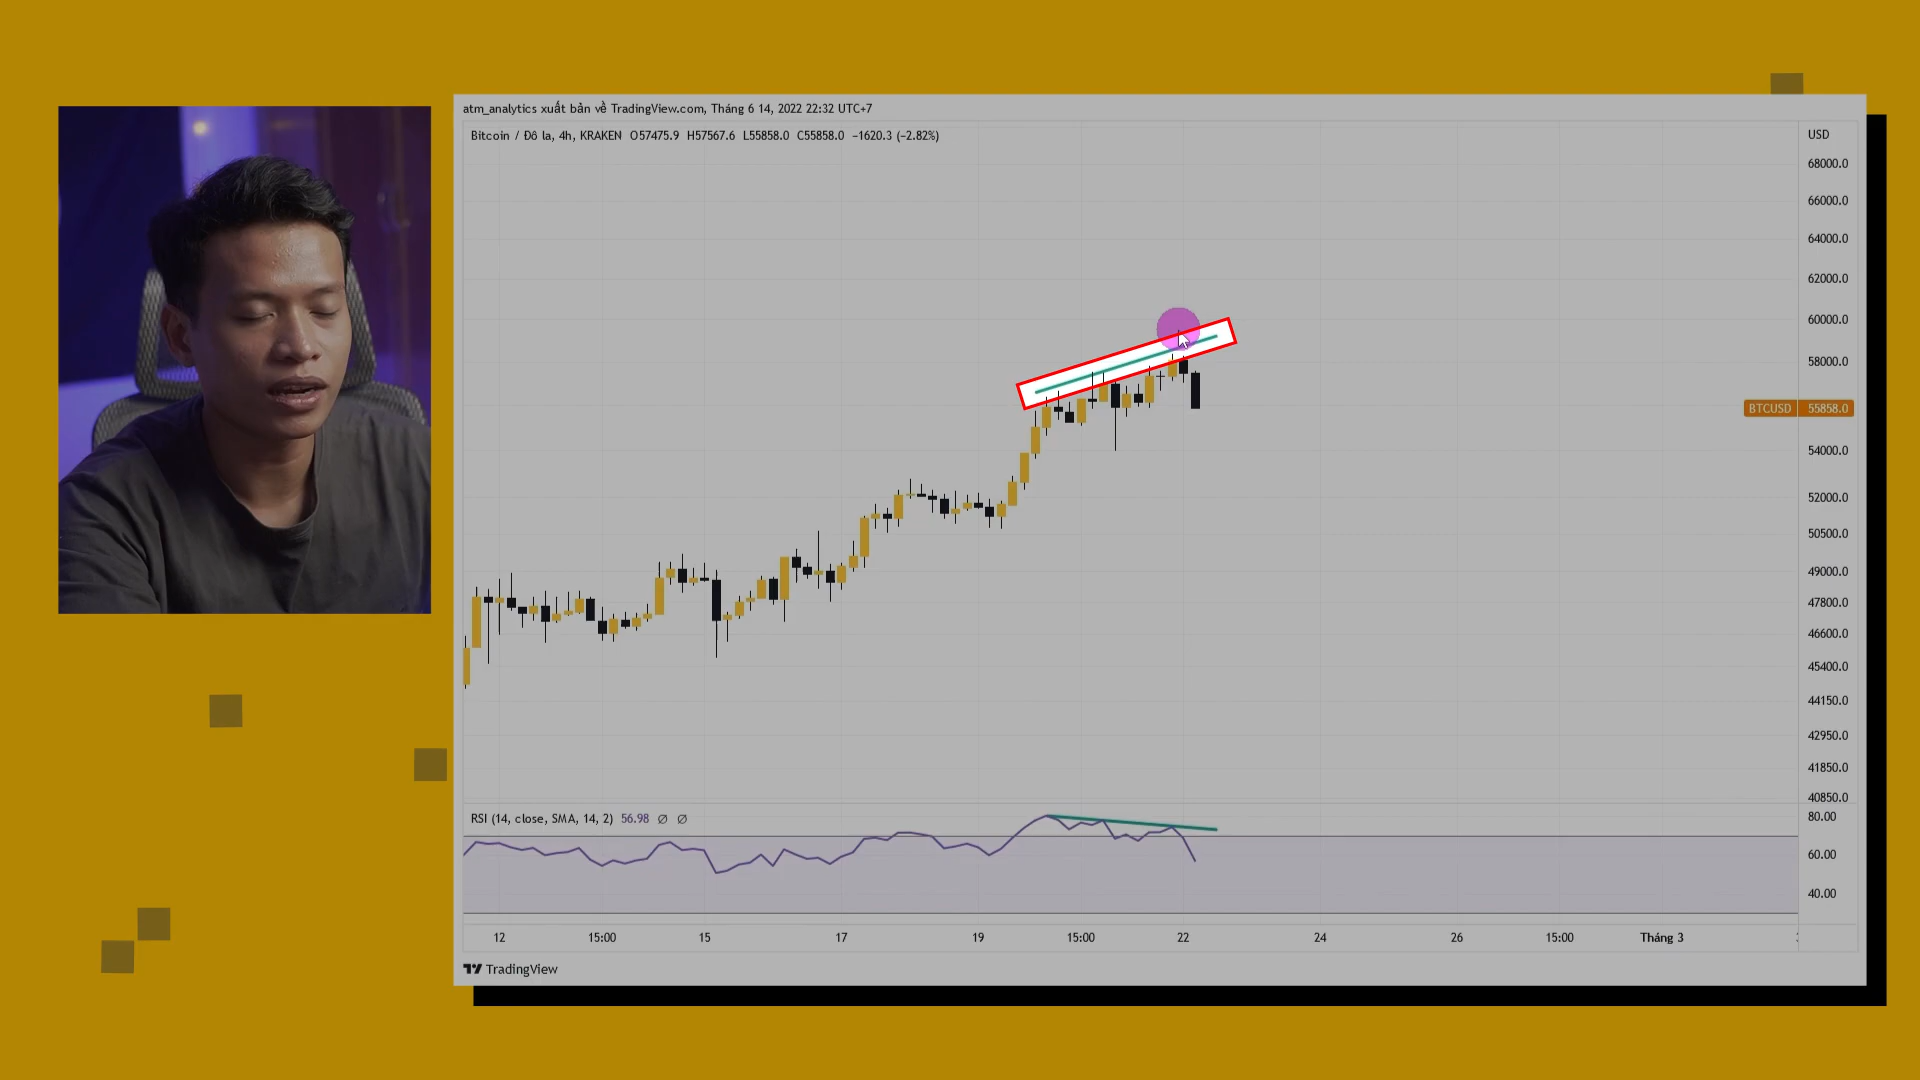 atm_analytics xuất bản về TradingView.com, Tháng 6 14, 2022 22:32 UTC+7
Bitcoin / Đô la, 4h, KRAKEN O57475.9 H57567.6 L55858.0 C55858.0 −1620.3 (−2.82%)
USD
68000.0
66000.0
64000.0
62000.0
60000.0
58000.0
BTCUSD 55858.0
54000.0
52000.0
50500.0
49000.0
47800.0
46600.0
45400.0
44150.0
42950.0
41850.0
40850.0
RSI (14, close, SMA, 14, 2) 56.98 Ø Ø
80.00
60.00
40.00
12 15:00 15 17 19 15:00 22 24 26 15:00 Tháng 3
TradingView